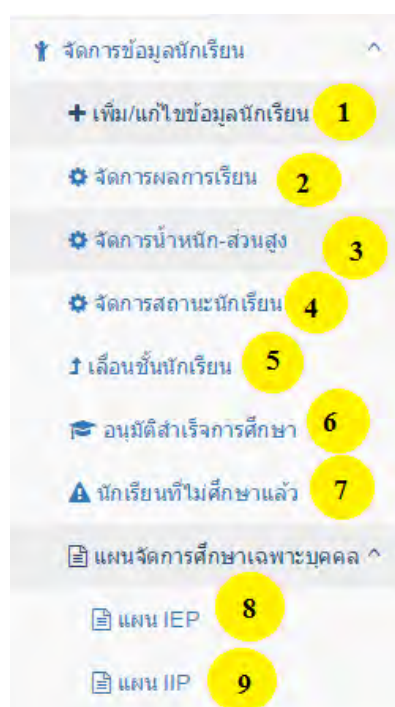 จัดการข้อมูลนักเรียน
เพิ่ม/แก้ไขข้อมูลนักเรียน 1
จัดการผลการเรียน 2
จัดการน้ำหนัก-ส่วนสูง 3
จัดการสถานะนักเรียน 4
เลื่อนชั้นนักเรียน 5
อนุมัติสำเร็จการศึกษา 6
นักเรียนที่ไม่ศึกษาแล้ว 7
แผนจัดการศึกษาเฉพาะบุคคล
แผน IEP 8
แผน IIP 9